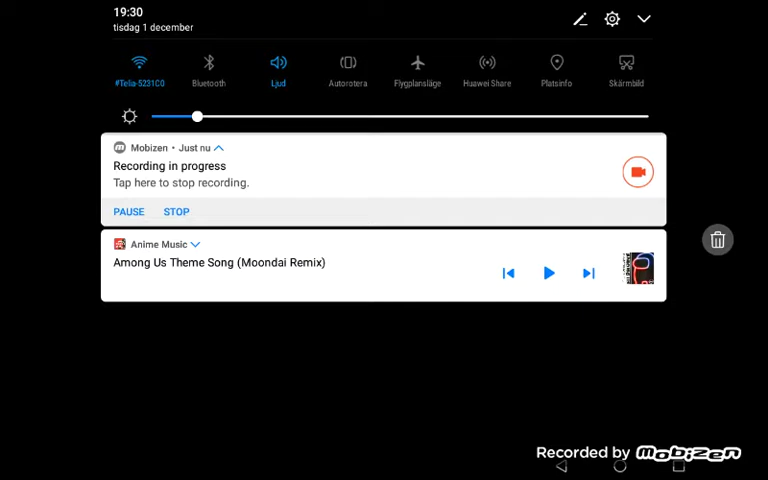 19:30
tisdag 1 december
#Telia-5231C0
Bluetooth
Ljud
Autorotera
Flygplansläge
Huawei Share
Platsinfo
Skärmbild
Mobizen • Just nu
Recording in progress
Tap here to stop recording.
PAUSE STOP
Anime Music
Among Us Theme Song (Moondai Remix)
Recorded by Mobizen